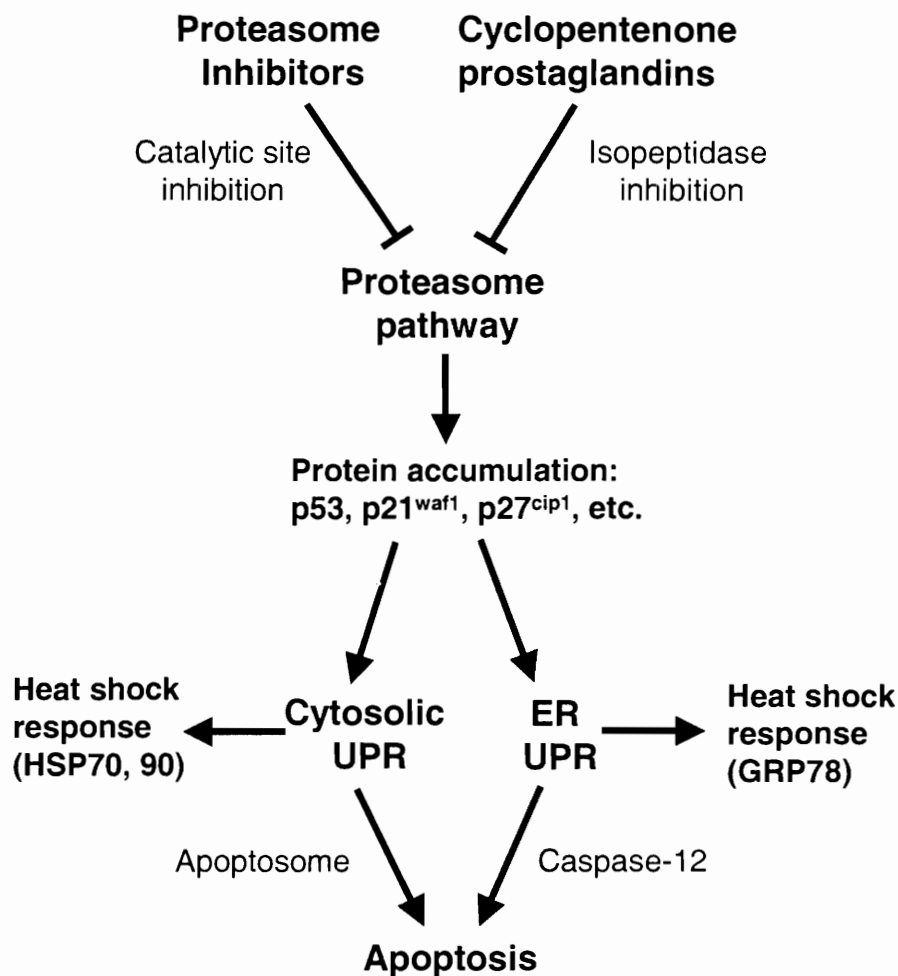 Proteasome
Inhibitors
Cyclopentenone
prostaglandins
Catalytic site
inhibition
Isopeptidase
inhibition
Proteasome
pathway
Protein accumulation:
p53, p21waf1, p27cip1, etc.
Heat shock
response
(HSP70, 90)
Cytosolic
UPR
ER
UPR
Heat shock
response
(GRP78)
Apoptosome
Caspase-12
Apoptosis